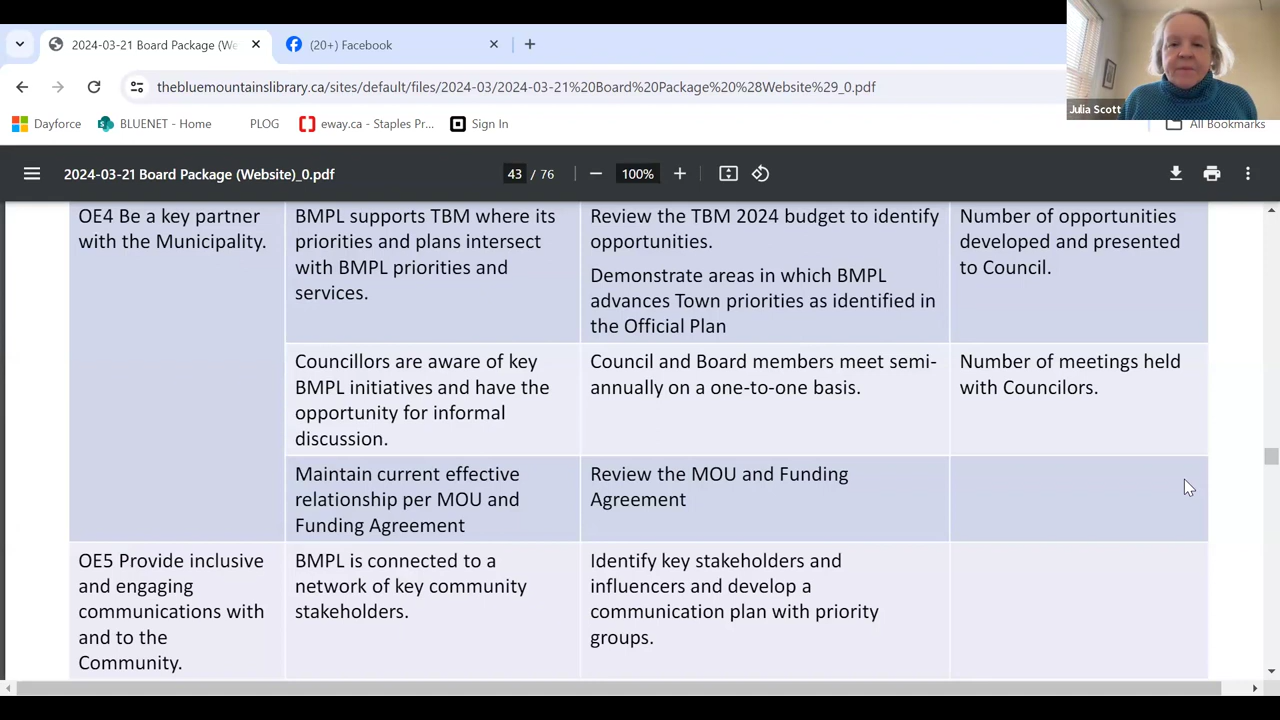 2024-03-21 Board Package (We
(20+) Facebook
thebluemountainslibrary.ca/sites/default/files/2024-03/2024-03-21%20Board%20Package%20%28Website%29_0.pdf
Julia Scott
Dayforce
BLUENET - Home
PLOG
eway.ca - Staples Pr...
Sign In
All Bookmarks
2024-03-21 Board Package (Website)_0.pdf
43 / 76
100%
OE4 Be a key partner
with the Municipality.
BMPL supports TBM where its
priorities and plans intersect
with BMPL priorities and
services.
Review the TBM 2024 budget to identify
opportunities.
Demonstrate areas in which BMPL
advances Town priorities as identified in
the Official Plan
Number of opportunities
developed and presented
to Council.
Councillors are aware of key
BMPL initiatives and have the
opportunity for informal
discussion.
Council and Board members meet semi-
annually on a one-to-one basis.
Number of meetings held
with Councilors.
Maintain current effective
relationship per MOU and
Funding Agreement
Review the MOU and Funding
Agreement
OE5 Provide inclusive
and engaging
communications with
and to the
Community.
BMPL is connected to a
network of key community
stakeholders.
Identify key stakeholders and
influencers and develop a
communication plan with priority
groups.